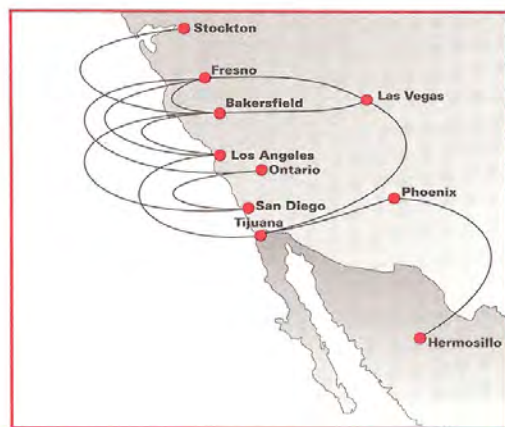 Stockton
Fresno
Las Vegas
Bakersfield
Los Angeles
Ontario
Phoenix
San Diego
Tijuana
Hermosillo